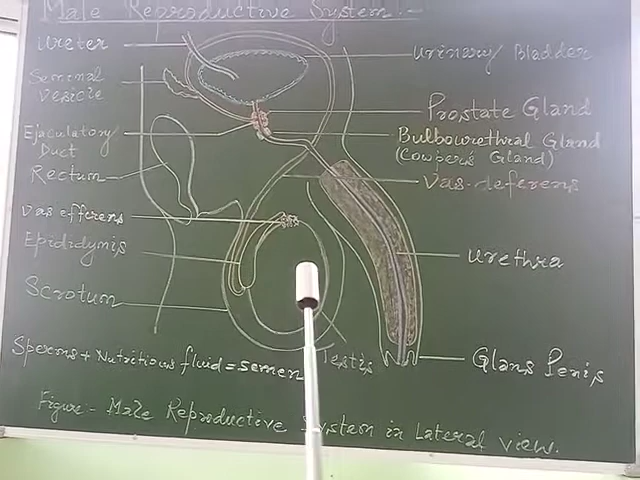 Male Reproductive System:-
Ureter
Urinary Bladder
Seminal
Vesicle
Prostate Gland
Ejaculatory
Duct
Bulbourethral Gland
(Cowper's Gland)
Rectum
Vas-deferens
Vas efferens
Epididymis
Urethra
Scrotum
Testis
Glans Penis
Sperms + Nutritious fluid = semen
Figure:- Male Reproductive System in Lateral view.